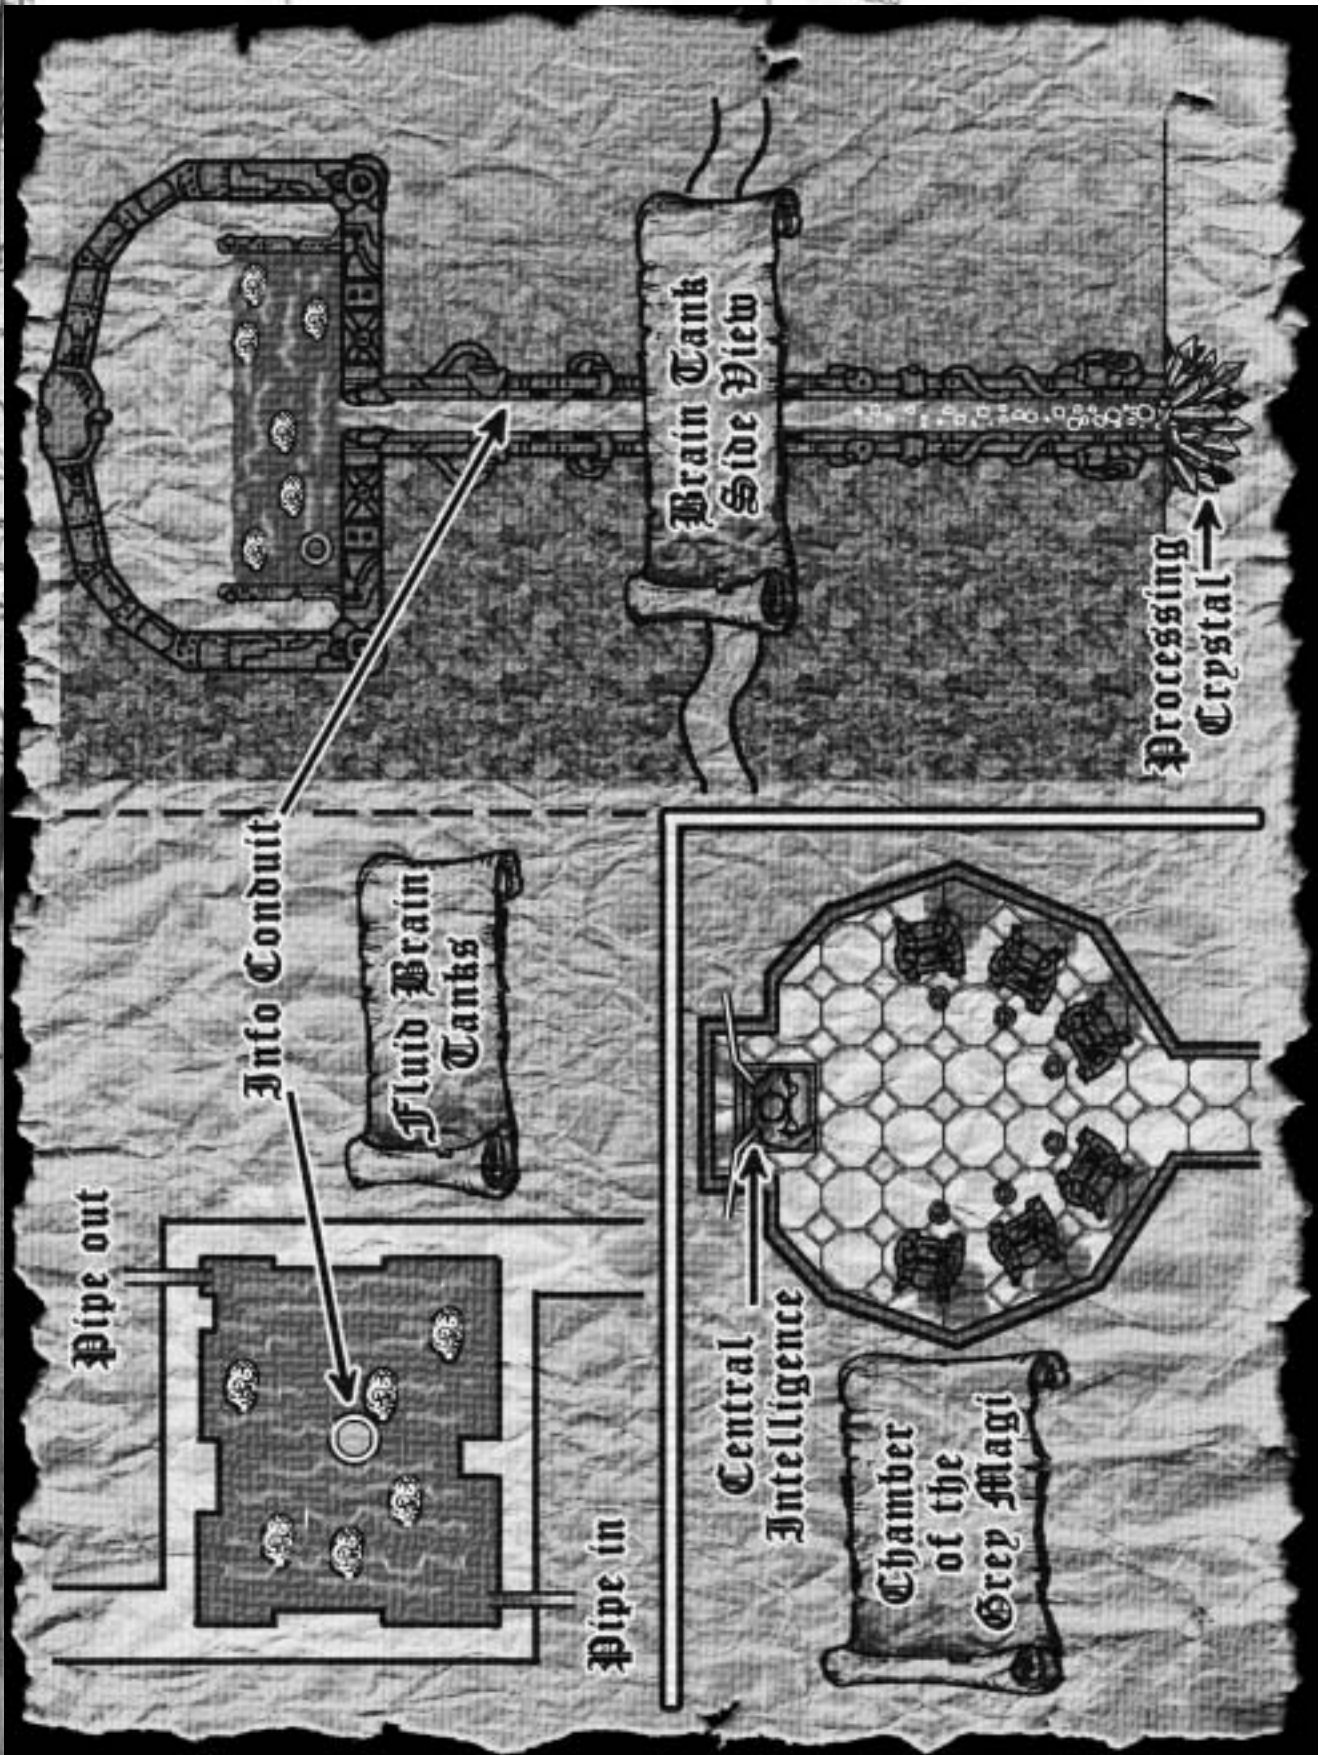 Pipe out
Info Conduit
Fluid Brain
Tanks
Pipe in
Brain Tank
Side View
Processing
Crystal
Central
Intelligence
Chamber
of the
Grey Magi